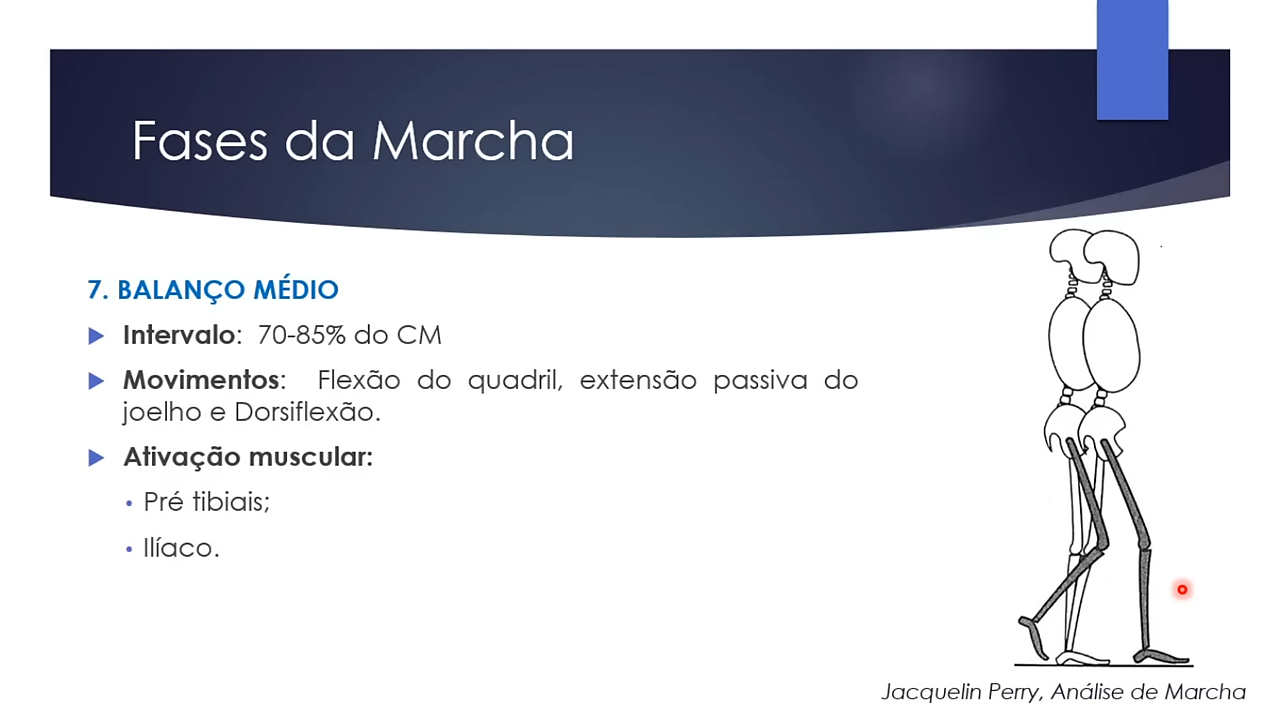 Fases da Marcha
7. BALANÇO MÉDIO
Intervalo: 70-85% do CM
Movimentos: Flexão do quadril, extensão passiva do
joelho e Dorsiflexão.
Ativação muscular:
Pré tibiais;
Ilíaco.
Jacquelin Perry, Análise de Marcha